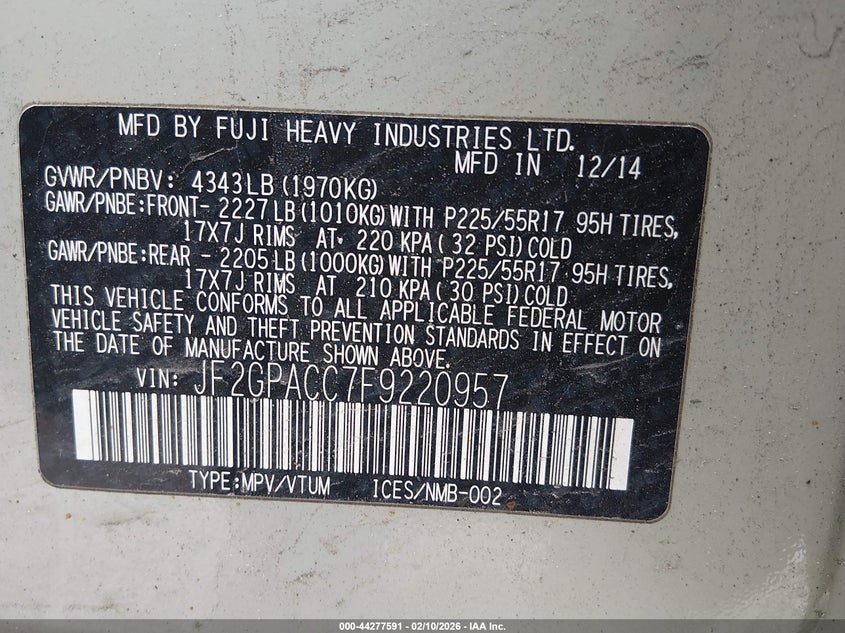 MFD BY FUJI HEAVY INDUSTRIES LTD.
MFD IN 12/14
GVWR/PNBV: 4343LB (1970KG)
GAWR/PNBE:FRONT- 2227LB (1010KG) WITH P225/55R17 95H TIRES,
17X7J RIMS AT 220 KPA (32 PSI) COLD
GAWR/PNBE:REAR - 2205LB (1000KG) WITH P225/55R17 95H TIRES,
17X7J RIMS AT 210 KPA (30 PSI) COLD
THIS VEHICLE CONFORMS TO ALL APPLICABLE FEDERAL MOTOR
VEHICLE SAFETY AND THEFT PREVENTION STANDARDS IN EFFECT ON
THE DATE OF MANUFACTURE SHOWN ABOVE.
VIN: JF2GPACC7F9220957
TYPE:MPV/VTUM 1CES/NMB-002
000-44277591 - 02/10/2026 - IAA Inc.